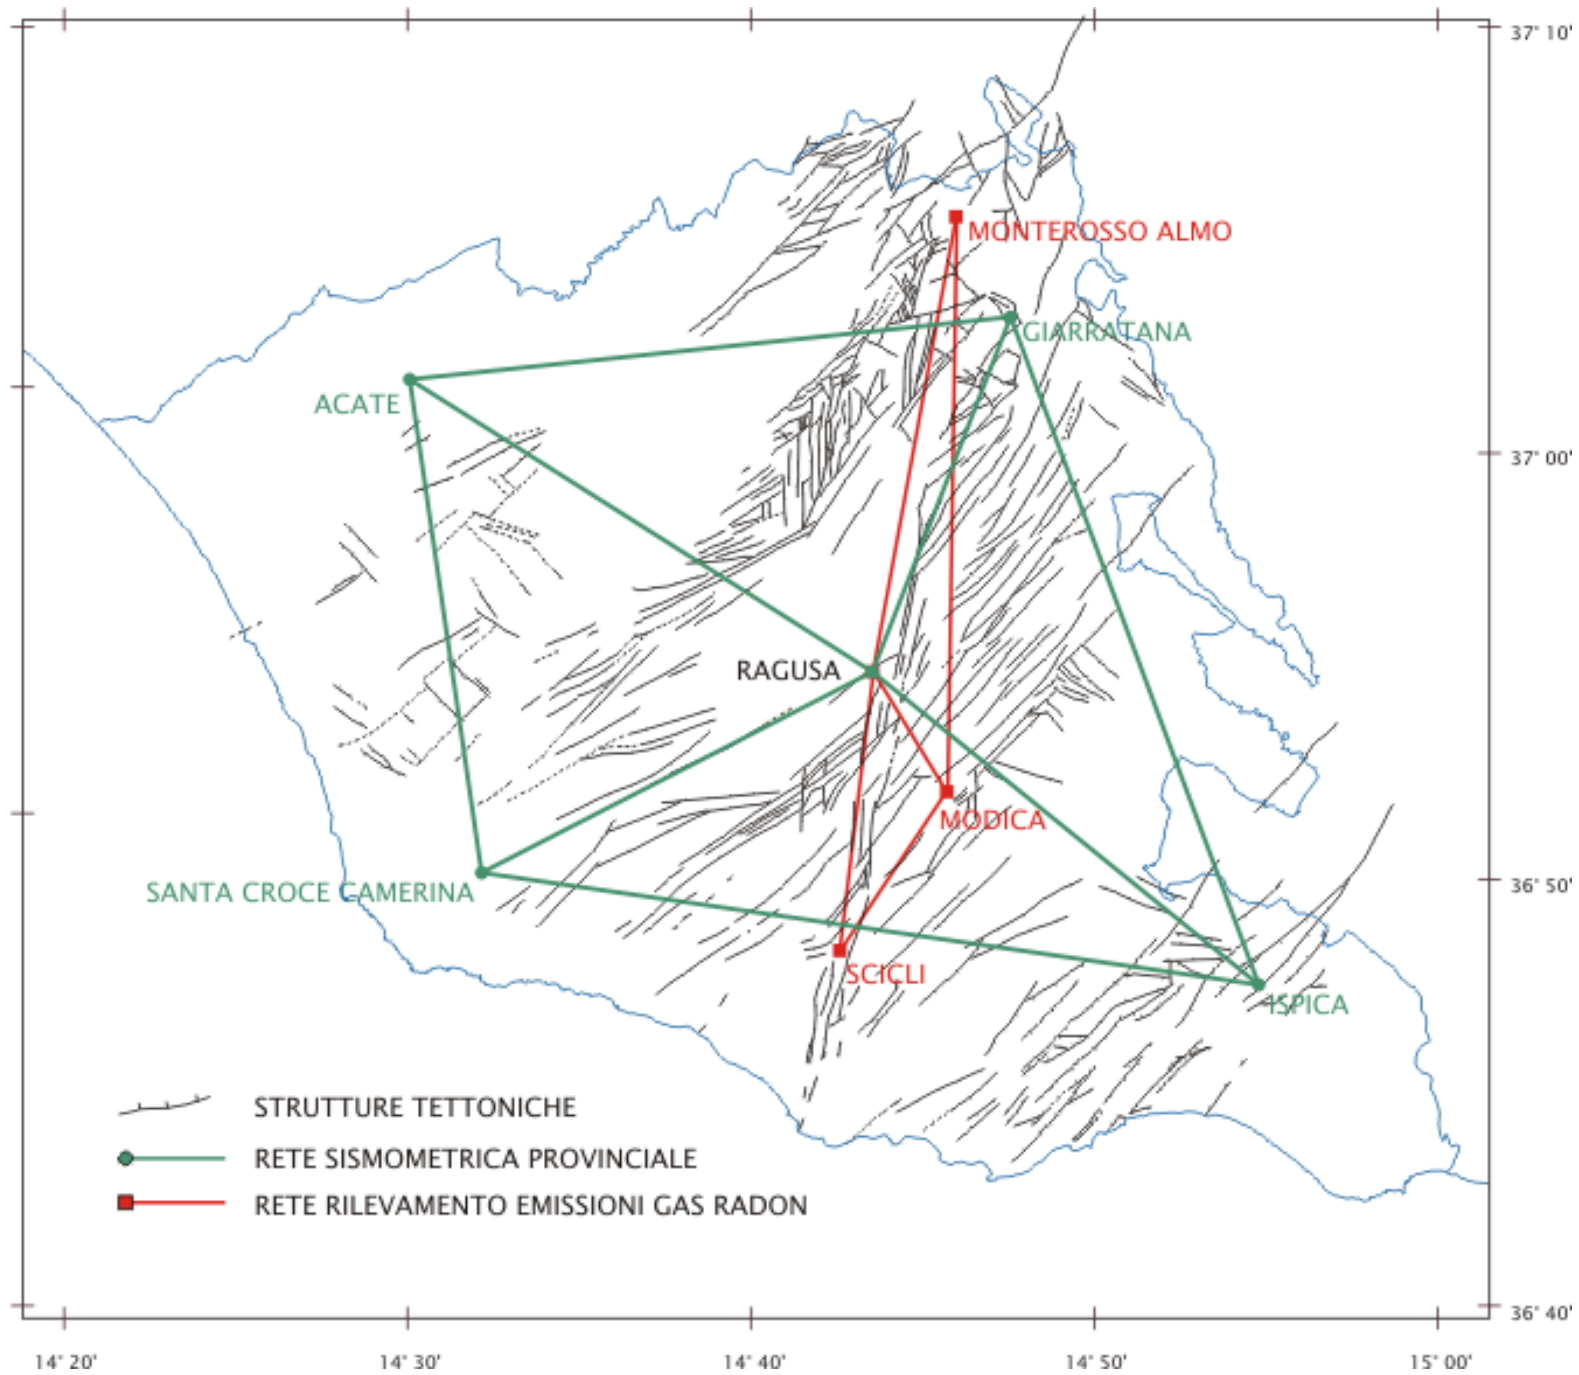 37° 10'
MONTEROSSO ALMO
GIARRATANA
ACATE
37° 00'
RAGUSA
MODICA
36° 50'
SANTA CROCE CAMERINA
SCICLI
ISPICA
STRUTTURE TETTONICHE
RETE SISMOMETRICA PROVINCIALE
RETE RILEVAMENTO EMISSIONI GAS RADON
36° 40'
14° 20'
14° 30'
14° 40'
14° 50'
15° 00'